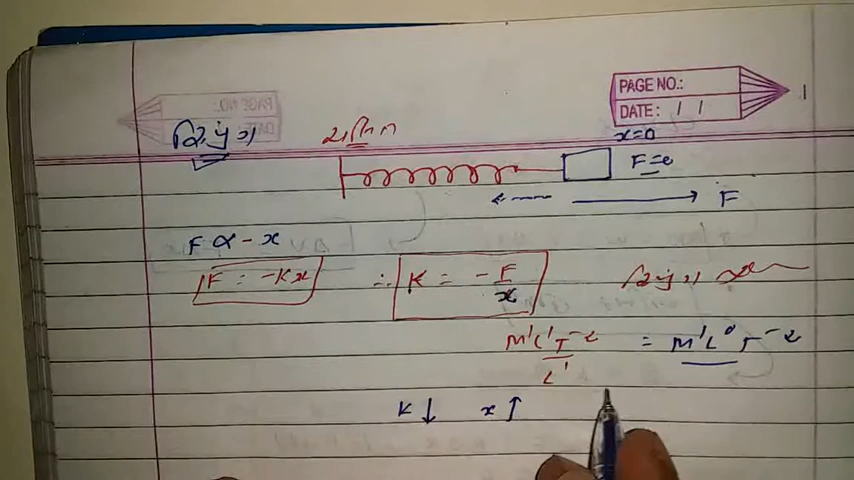 PAGE NO.:
DATE: / /
x=0
F=0
F
F ∝ - x
F = -Kx ∴ K = - F/x
M¹L¹T⁻²/L¹ = M¹L⁰T⁻²
K↓ x↑